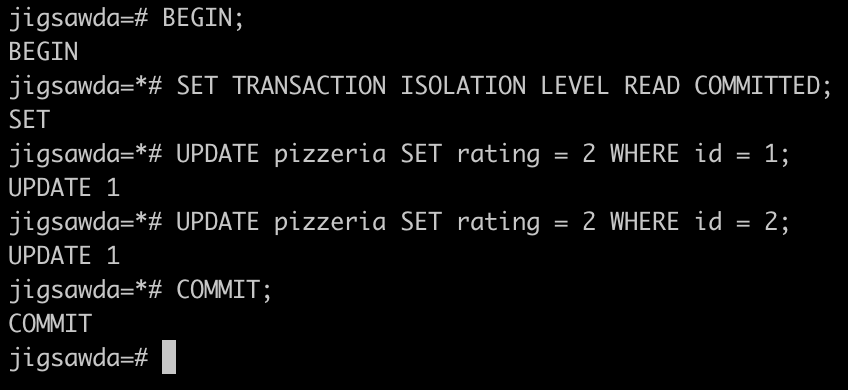 jigsawda=# BEGIN;
BEGIN
jigsawda=*# SET TRANSACTION ISOLATION LEVEL READ COMMITTED;
SET
jigsawda=*# UPDATE pizzeria SET rating = 2 WHERE id = 1;
UPDATE 1
jigsawda=*# UPDATE pizzeria SET rating = 2 WHERE id = 2;
UPDATE 1
jigsawda=*# COMMIT;
COMMIT
jigsawda=#